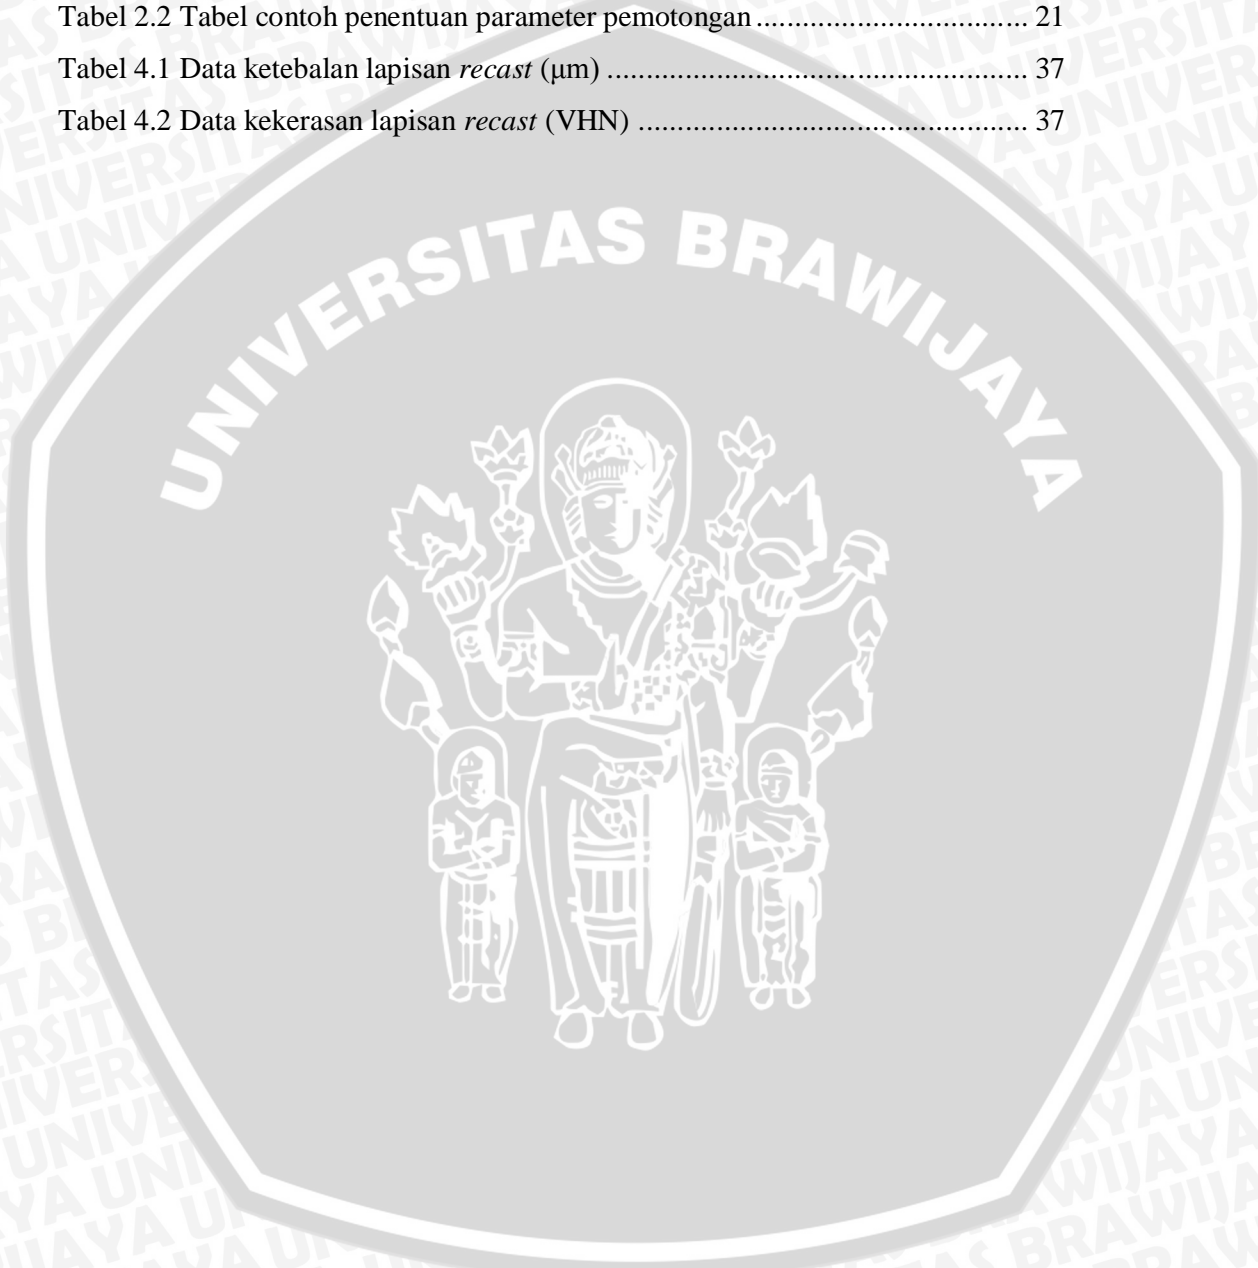 Tabel 2.2 Tabel contoh penentuan parameter pemotongan ................................... 21
Tabel 4.1 Data ketebalan lapisan recast (μm) ...................................................... 37
Tabel 4.2 Data kekerasan lapisan recast (VHN) .................................................. 37
UNIVERSITAS BRAWIJAYA